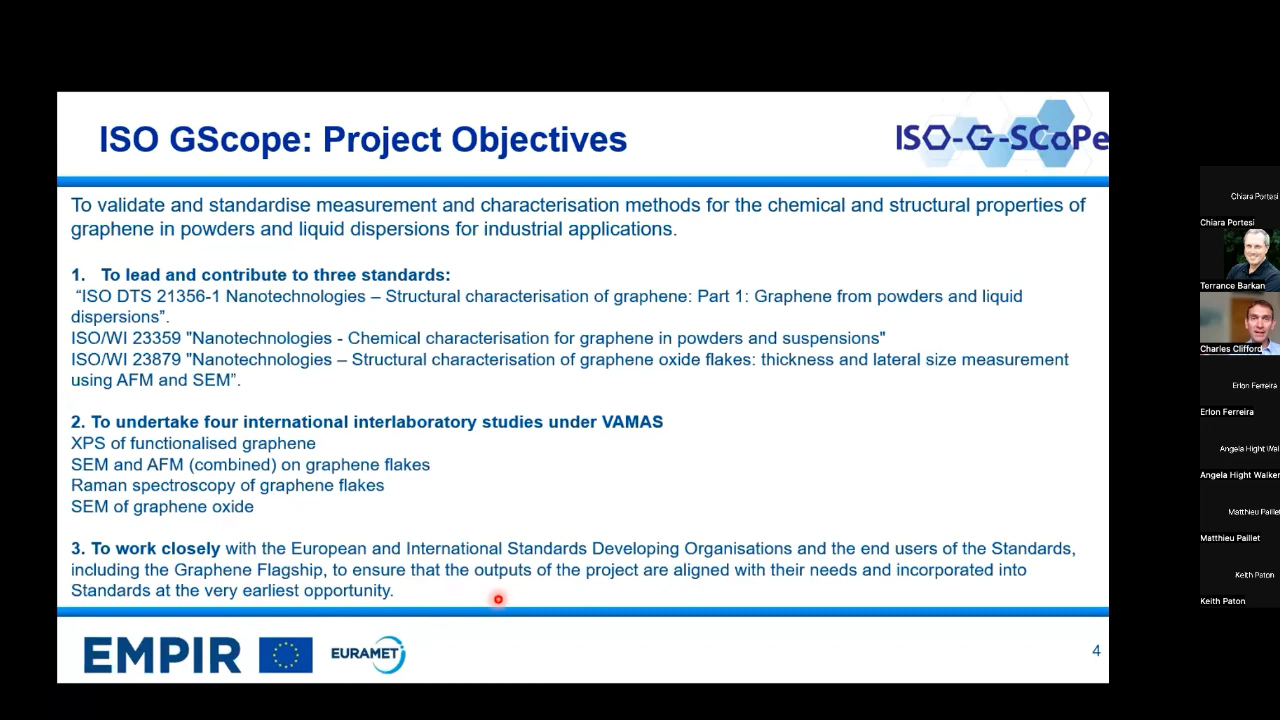 ISO GScope: Project Objectives
ISO-G-SCoPe
To validate and standardise measurement and characterisation methods for the chemical and structural properties of
graphene in powders and liquid dispersions for industrial applications.
1. To lead and contribute to three standards:
“ISO DTS 21356-1 Nanotechnologies – Structural characterisation of graphene: Part 1: Graphene from powders and liquid
dispersions”.
ISO/WI 23359 "Nanotechnologies - Chemical characterisation for graphene in powders and suspensions"
ISO/WI 23879 "Nanotechnologies – Structural characterisation of graphene oxide flakes: thickness and lateral size measurement
using AFM and SEM”.
2. To undertake four international interlaboratory studies under VAMAS
XPS of functionalised graphene
SEM and AFM (combined) on graphene flakes
Raman spectroscopy of graphene flakes
SEM of graphene oxide
3. To work closely with the European and International Standards Developing Organisations and the end users of the Standards,
including the Graphene Flagship, to ensure that the outputs of the project are aligned with their needs and incorporated into
Standards at the very earliest opportunity.
EMPIR
EURAMET
4
Chiara Portesi
Chiara Portesi
Terrance Barkan
Charles Clifford
Erlon Ferreira
Erlon Ferreira
Angela Hight Wal
Angela Hight Walker
Matthieu Paillet
Matthieu Paillet
Keith Paton
Keith Paton